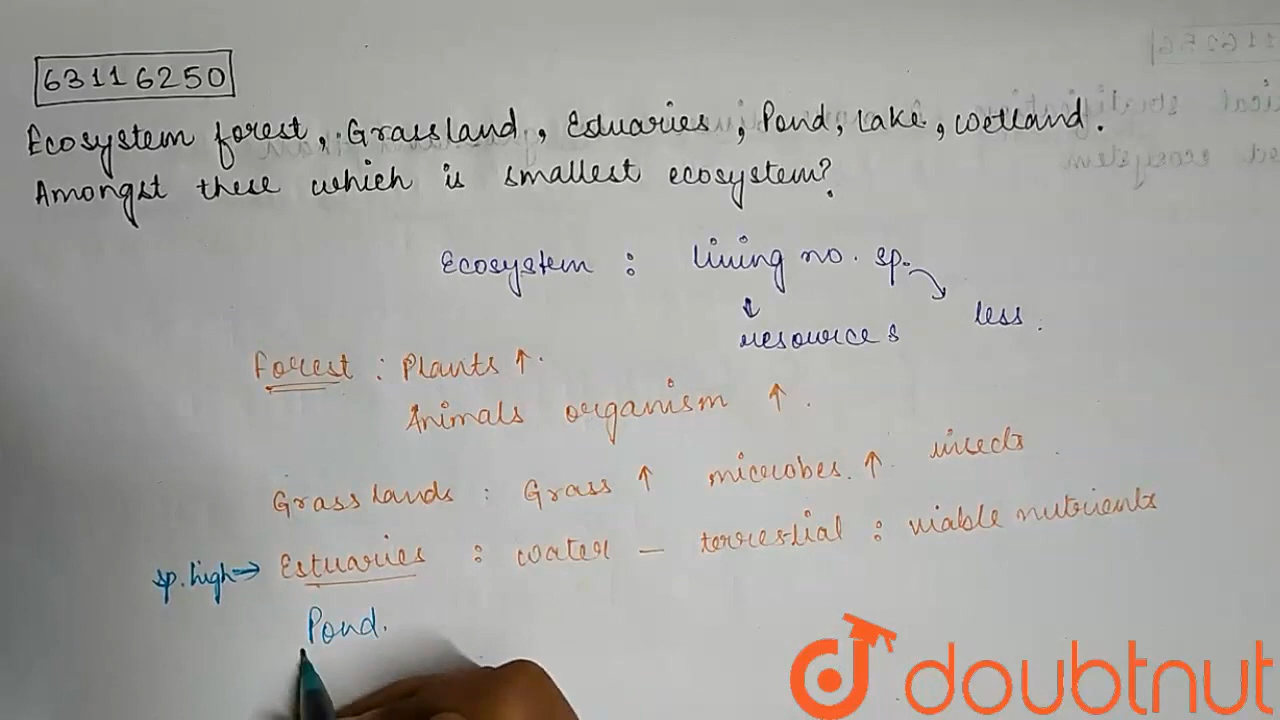 63116250
Ecosystem forest, Grassland, Estuaries, Pond, Lake, Wetland.
Amongst these which is smallest ecosystem?
Ecosystem : living no. sp.
resources less.
Forest : Plants ↑.
Animals organism ↑.
Grasslands : Grass ↑ microbes. ↑ insects
sp. high → Estuaries : water – terrestial : viable nutrients
Pond.
doubtnut